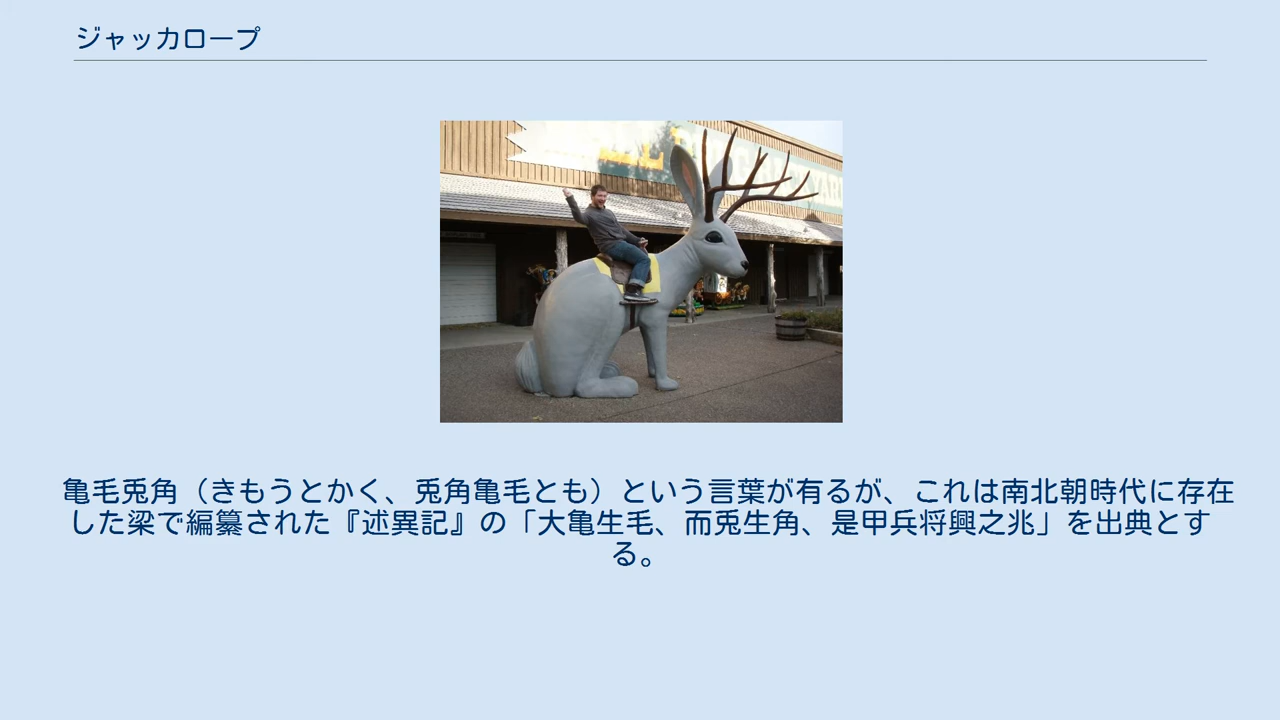 ジャッカロープ
亀毛兎角（きもうとかく、兎角亀毛とも）という言葉が有るが、これは南北朝時代に存在
した梁で編纂された『述異記』の「大亀生毛、而兎生角、是甲兵将興之兆」を出典とす
る。